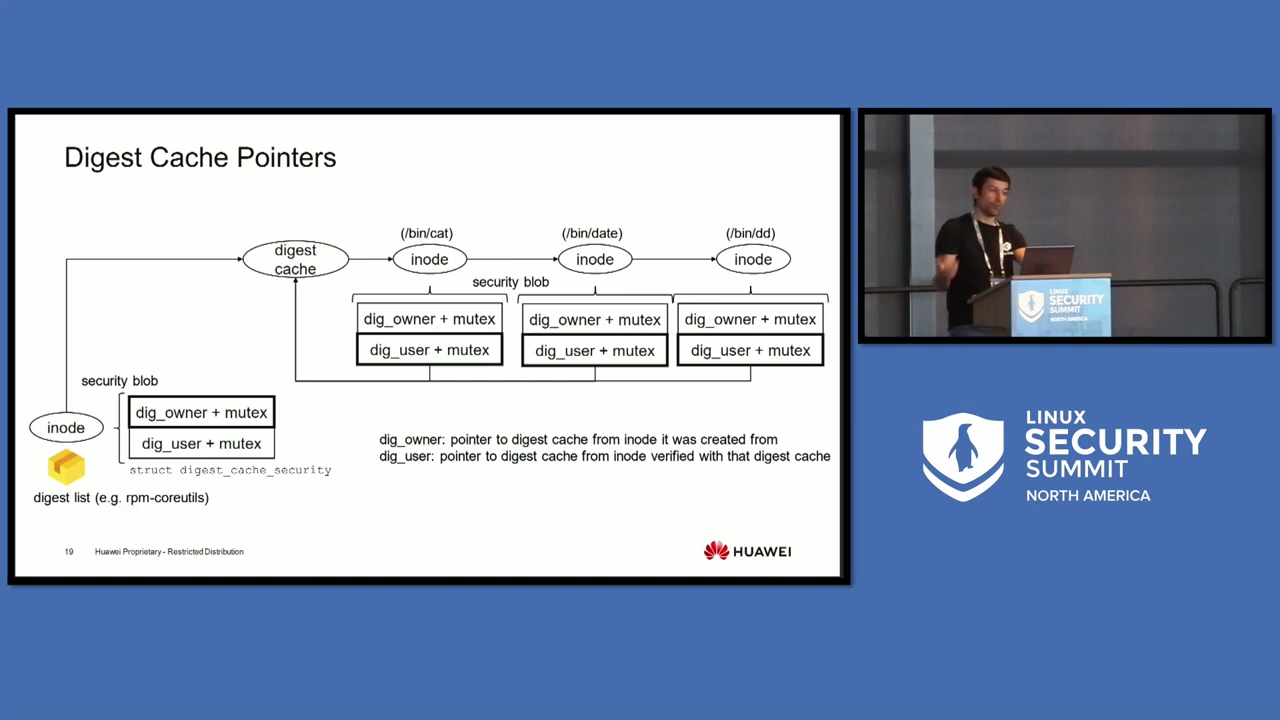 Digest Cache Pointers
(/bin/cat)
(/bin/date)
(/bin/dd)
digest
cache
inode
inode
inode
security blob
dig_owner + mutex
dig_owner + mutex
dig_owner + mutex
dig_user + mutex
dig_user + mutex
dig_user + mutex
security blob
inode
dig_owner + mutex
dig_user + mutex
struct digest_cache_security
digest list (e.g. rpm-coreutils)
dig_owner: pointer to digest cache from inode it was created from
dig_user: pointer to digest cache from inode verified with that digest cache
19
Huawei Proprietary - Restricted Distribution
HUAWEI
LINUX
SECURITY
SUMMIT
NORTH AMERICA
LINUX
SECURITY
SUMMIT
NORTH AMERICA